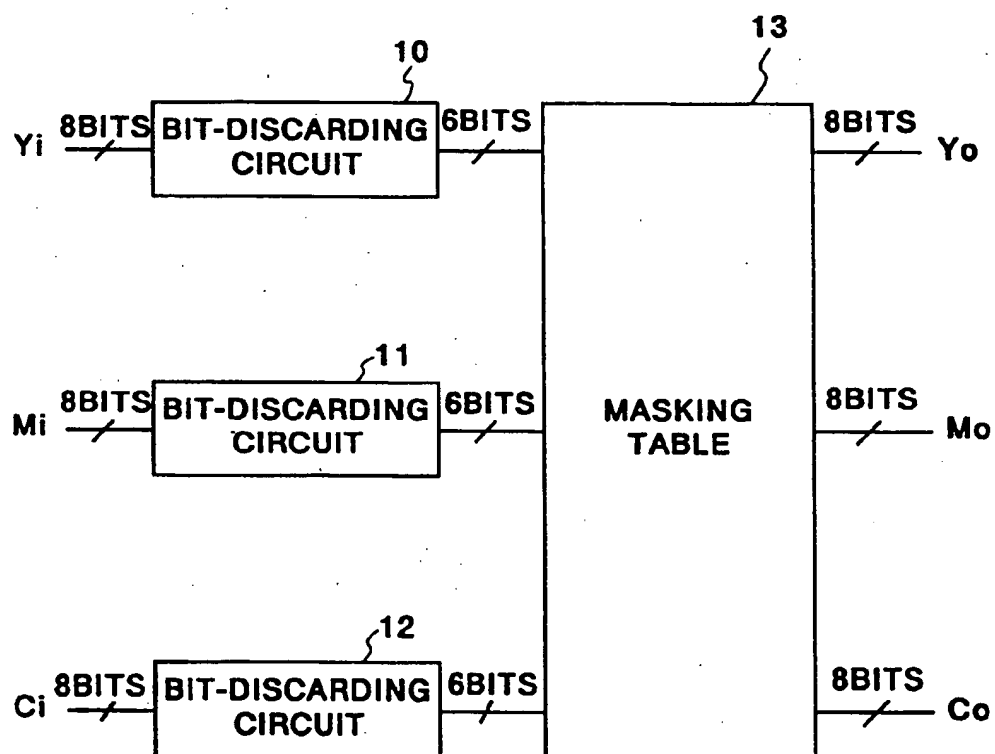 10
13
Yi 8BITS BIT-DISCARDING CIRCUIT 6BITS 8BITS Yo
11
Mi 8BITS BIT-DISCARDING CIRCUIT 6BITS MASKING TABLE 8BITS Mo
12
Ci 8BITS BIT-DISCARDING CIRCUIT 6BITS 8BITS Co